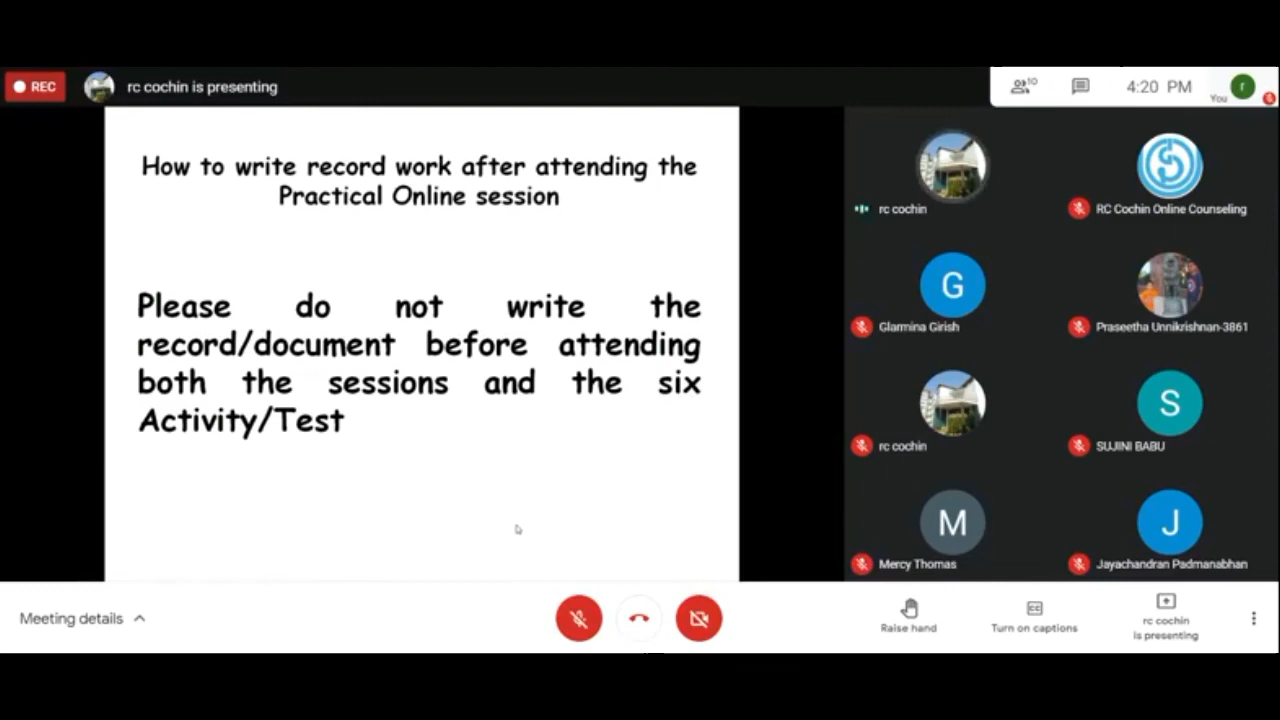 REC
rc cochin is presenting
10
4:20 PM
You
r
How to write record work after attending the
Practical Online session
Please do not write the
record/document before attending
both the sessions and the six
Activity/Test
rc cochin
RC Cochin Online Counseling
G
Glarmina Girish
Praseetha Unnikrishnan-3861
rc cochin
S
SUJINI BABU
M
Mercy Thomas
J
Jayachandran Padmanabhan
Meeting details
Raise hand
CC
Turn on captions
rc cochin
is presenting